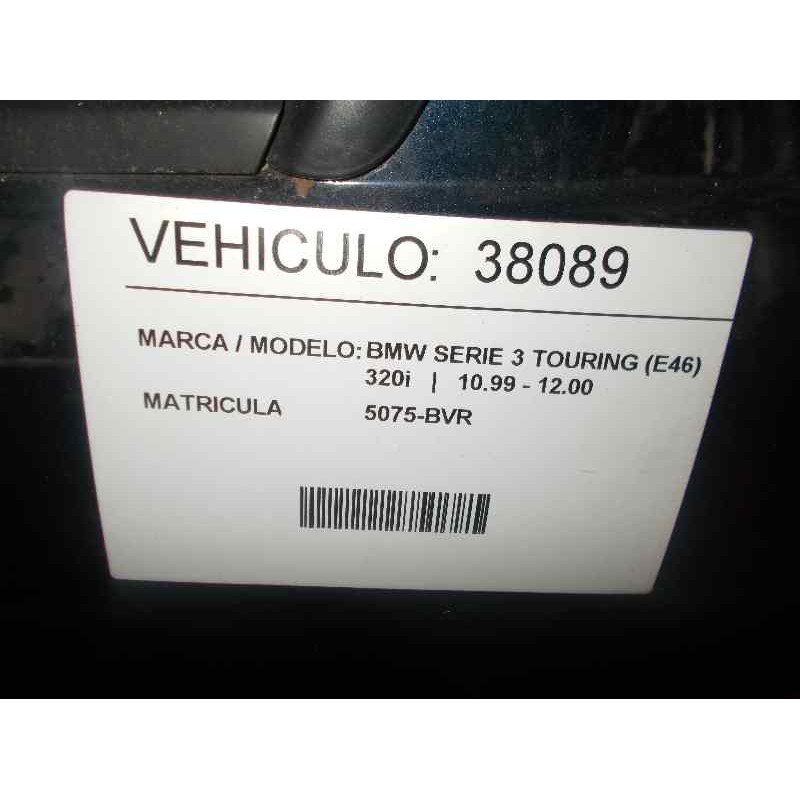 VEHICULO: 38089
MARCA / MODELO: BMW SERIE 3 TOURING (E46)
320i | 10.99 - 12.00
MATRICULA 5075-BVR